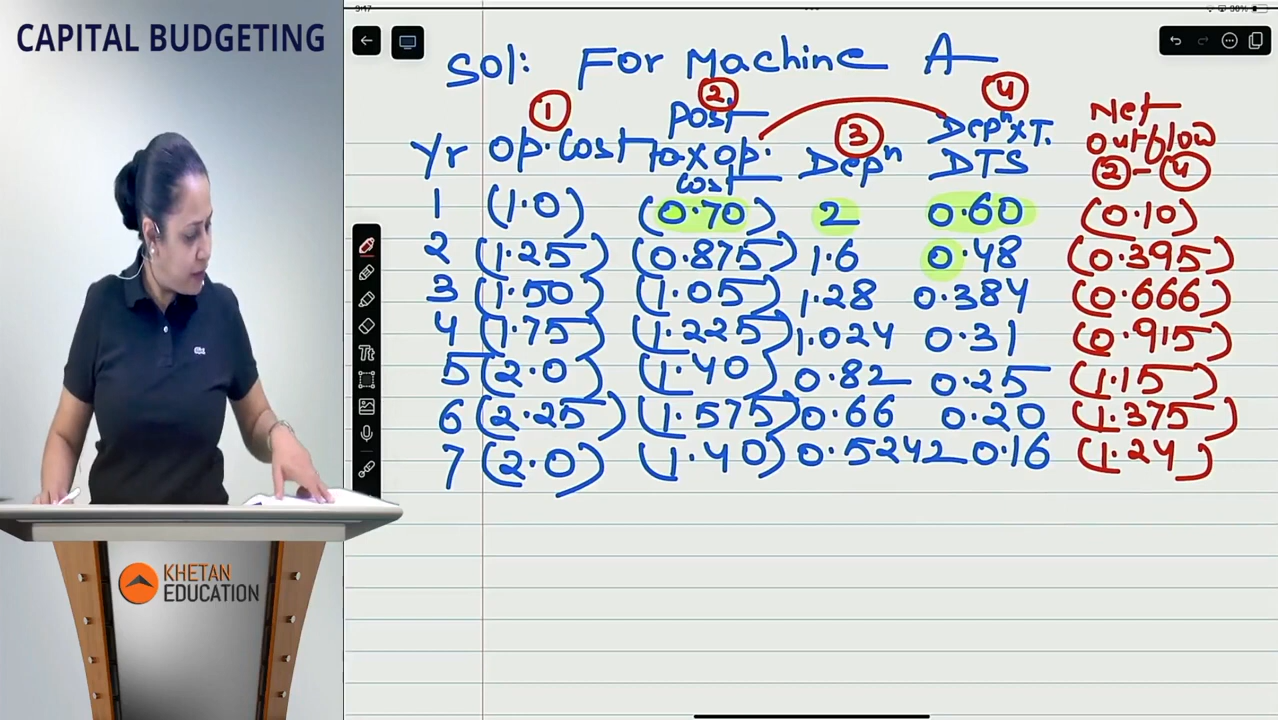 CAPITAL BUDGETING
9:17
90%
Sol: For Machine A
① ② ③ ④
Yr Op. Cost Post Tax Op. Cost Depⁿ Depⁿ x T. DTS Net Outflow ② - ④
1 (1.0) (0.70) 2 0.60 (0.10)
2 (1.25) (0.875) 1.6 0.48 (0.395)
3 (1.50) (1.05) 1.28 0.384 (0.666)
4 (1.75) (1.225) 1.024 0.31 (0.915)
5 (2.0) (1.40) 0.82 0.25 (1.15)
6 (2.25) (1.575) 0.66 0.20 (1.375)
7 (2.0) (1.40) 0.5242 0.16 (1.24)
Tt
KHETAN
EDUCATION